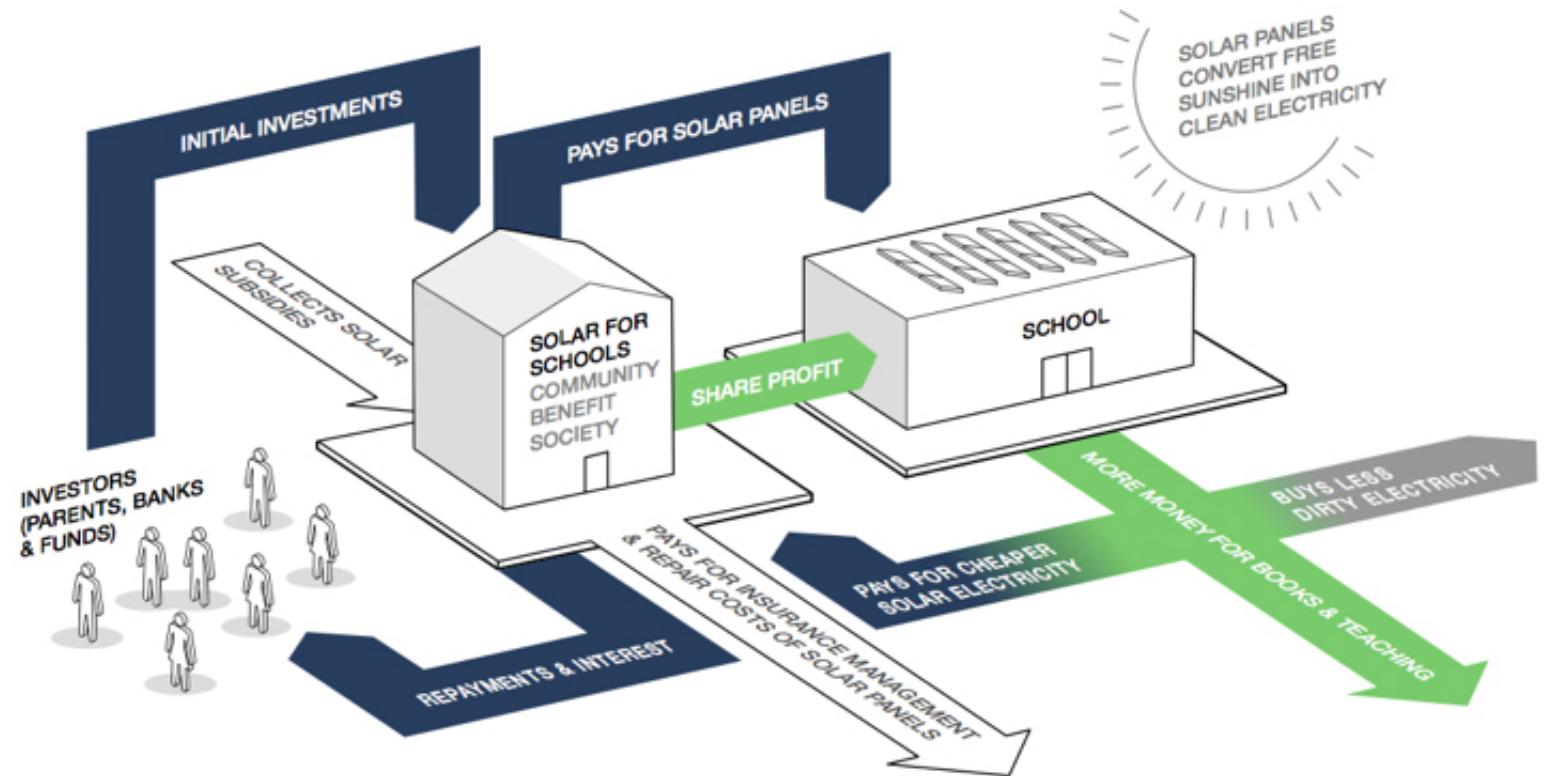 INITIAL INVESTMENTS
PAYS FOR SOLAR PANELS
SOLAR PANELS
CONVERT FREE
SUNSHINE INTO
CLEAN ELECTRICITY
COLLECTS SOLAR
SUBSIDIES
SOLAR FOR
SCHOOLS
COMMUNITY
BENEFIT
SOCIETY
SHARE PROFIT
SCHOOL
INVESTORS
(PARENTS, BANKS
& FUNDS)
MORE MONEY FOR BOOKS & TEACHING
BUYS LESS
DIRTY ELECTRICITY
PAYS FOR CHEAPER
SOLAR ELECTRICITY
PAYS FOR INSURANCE MANAGEMENT
& REPAIR COSTS OF SOLAR PANELS
REPAYMENTS & INTEREST